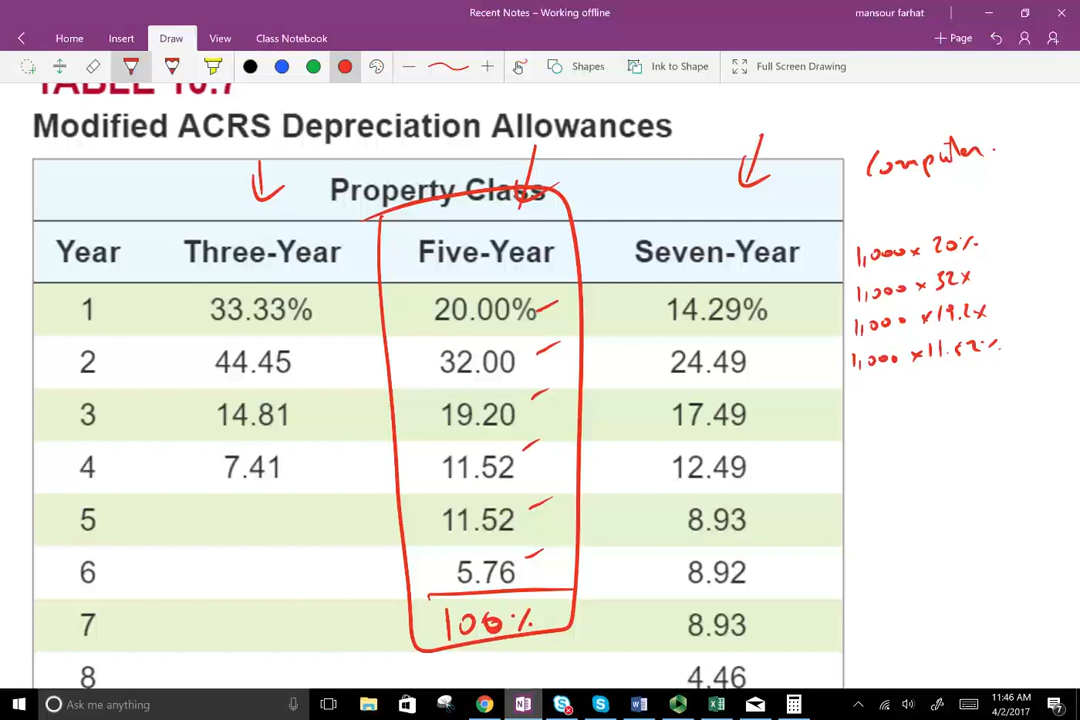 Recent Notes – Working offline
mansour farhat
Home Insert Draw View Class Notebook
Page
Shapes Ink to Shape Full Screen Drawing
TABLE 10.7
Modified ACRS Depreciation Allowances
Computer.
Property Class
Year Three-Year Five-Year Seven-Year
1,000 x 20%
1,000 x 32%
1 33.33% 20.00% 14.29%
1,000 x 19.2%
2 44.45 32.00 24.49
1,000 x 11.52%
3 14.81 19.20 17.49
4 7.41 11.52 12.49
5 11.52 8.93
6 5.76 8.92
7 100% 8.93
8 4.46
Ask me anything
11:46 AM
4/2/2017